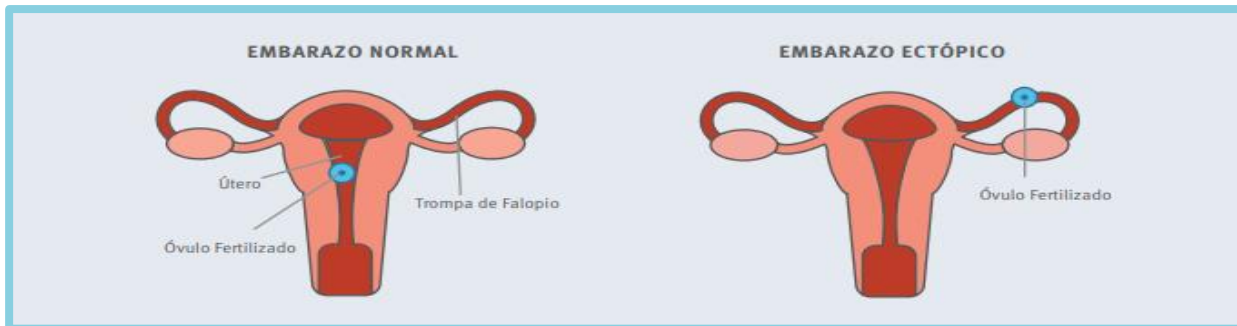 EMBARAZO NORMAL
Útero
Óvulo Fertilizado
Trompa de Falopio
EMBARAZO ECTÓPICO
Óvulo Fertilizado